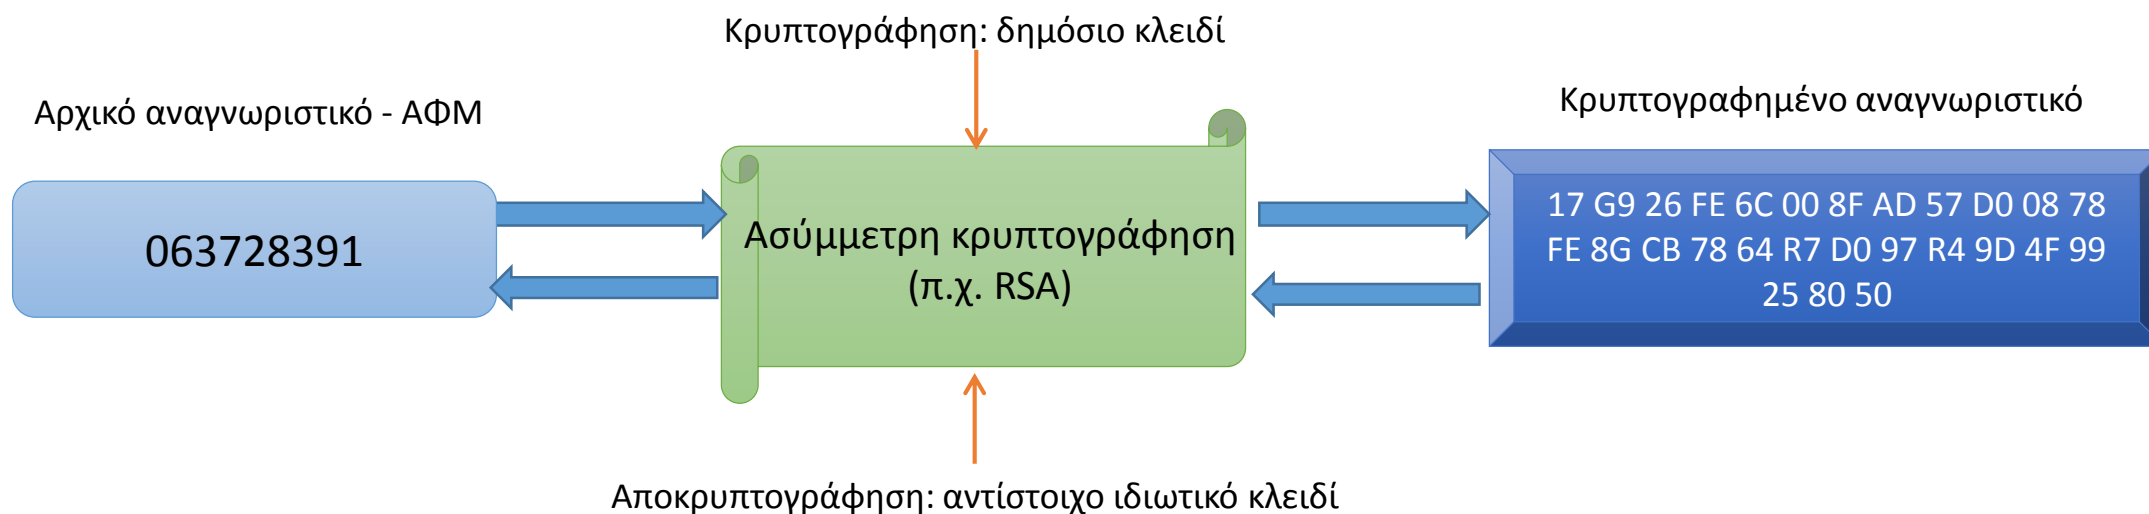 Κρυπτογράφηση: δημόσιο κλειδί
Αρχικό αναγνωριστικό - ΑΦΜ
Κρυπτογραφημένο αναγνωριστικό
063728391
Ασύμμετρη κρυπτογράφηση
(π.χ. RSA)
17 G9 26 FE 6C 00 8F AD 57 D0 08 78
FE 8G CB 78 64 R7 D0 97 R4 9D 4F 99
25 80 50
Αποκρυπτογράφηση: αντίστοιχο ιδιωτικό κλειδί